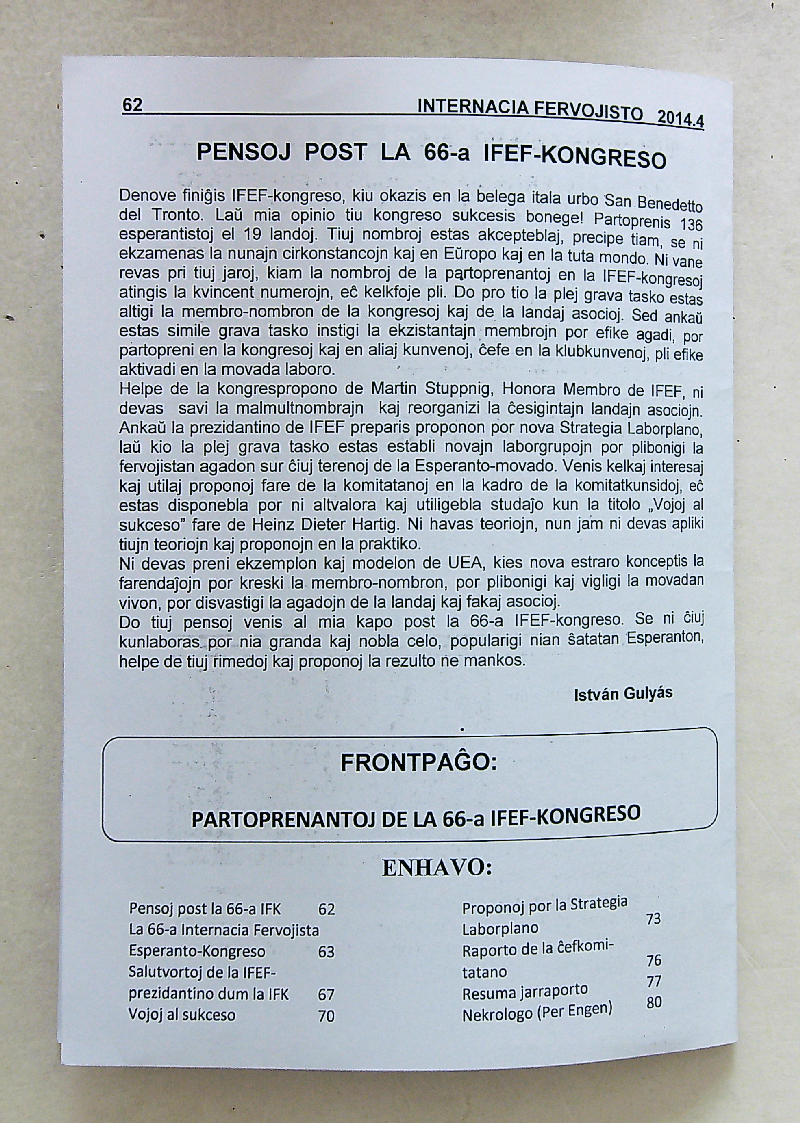 62 INTERNACIA FERVOJISTO 2014.4
PENSOJ POST LA 66-a IFEF-KONGRESO
Denove finiĝis IFEF-kongreso, kiu okazis en la belega itala urbo San Benedetto
del Tronto. Laŭ mia opinio tiu kongreso sukcesis bonege! Partoprenis 136
esperantistoj el 19 landoj. Tiuj nombroj estas akcepteblaj, precipe tiam, se ni
ekzamenas la nunajn cirkonstancojn kaj en Eŭropo kaj en la tuta mondo. Ni vane
revas pri tiuj jaroj, kiam la nombroj de la partoprenantoj en la IFEF-kongresoj
atingis la kvincent numerojn, eĉ kelkfoje pli. Do pro tio la plej grava tasko estas
altigi la membro-nombron de la kongresoj kaj de la landaj asocioj. Sed ankaŭ
estas simile grava tasko instigi la ekzistantajn membrojn por efike agadi, por
partopreni en la kongresoj kaj en aliaj kunvenoj, ĉefe en la klubkunvenoj, pli efike
aktivadi en la movada laboro.
Helpe de la kongrespropono de Martin Stuppnig, Honora Membro de IFEF, ni
devas savi la malmultnombrajn kaj reorganizi la ĉesigintajn landajn asociojn.
Ankaŭ la prezidantino de IFEF preparis proponon por nova Strategia Laborplano,
laŭ kio la plej grava tasko estas establi novajn laborgrupojn por plibonigi la
fervojistan agadon sur ĉiuj terenoj de la Esperanto-movado. Venis kelkaj interesaj
kaj utilaj proponoj fare de la komitatanoj en la kadro de la komitatkunsidoj, eĉ
estas disponebla por ni altvalora kaj utiligebla studaĵo kun la titolo „Vojoj al
sukceso” fare de Heinz Dieter Hartig. Ni havas teoriojn, nun jam ni devas apliki
tiujn teoriojn kaj proponojn en la praktiko.
Ni devas preni ekzemplon kaj modelon de UEA, kies nova estraro konceptis la
farendaĵojn por kreski la membro-nombron, por plibonigi kaj vigligi la movadan
vivon, por disvastigi la agadojn de la landaj kaj fakaj asocioj.
Do tiuj pensoj venis al mia kapo post la 66-a IFEF-kongreso. Se ni ĉiuj
kunlaboras por nia granda kaj nobla celo, popularigi nian ŝatatan Esperanton,
helpe de tiuj rimedoj kaj proponoj la rezulto ne mankos.
István Gulyás
FRONTPAĜO:
PARTOPRENANTOJ DE LA 66-a IFEF-KONGRESO
ENHAVO:
Pensoj post la 66-a IFK 62
La 66-a Internacia Fervojista
Esperanto-Kongreso 63
Salutvortoj de la IFEF-
prezidantino dum la IFK 67
Vojoj al sukceso 70
Proponoj por la Strategia
Laborplano 73
Raporto de la ĉefkomi-
tatano 76
Resuma jarraporto 77
Nekrologo (Per Engen) 80